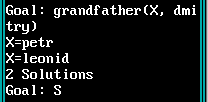 Goal: grandfather(X, dmi
try)
X=petr
X=leonid
2 Solutions
Goal: S